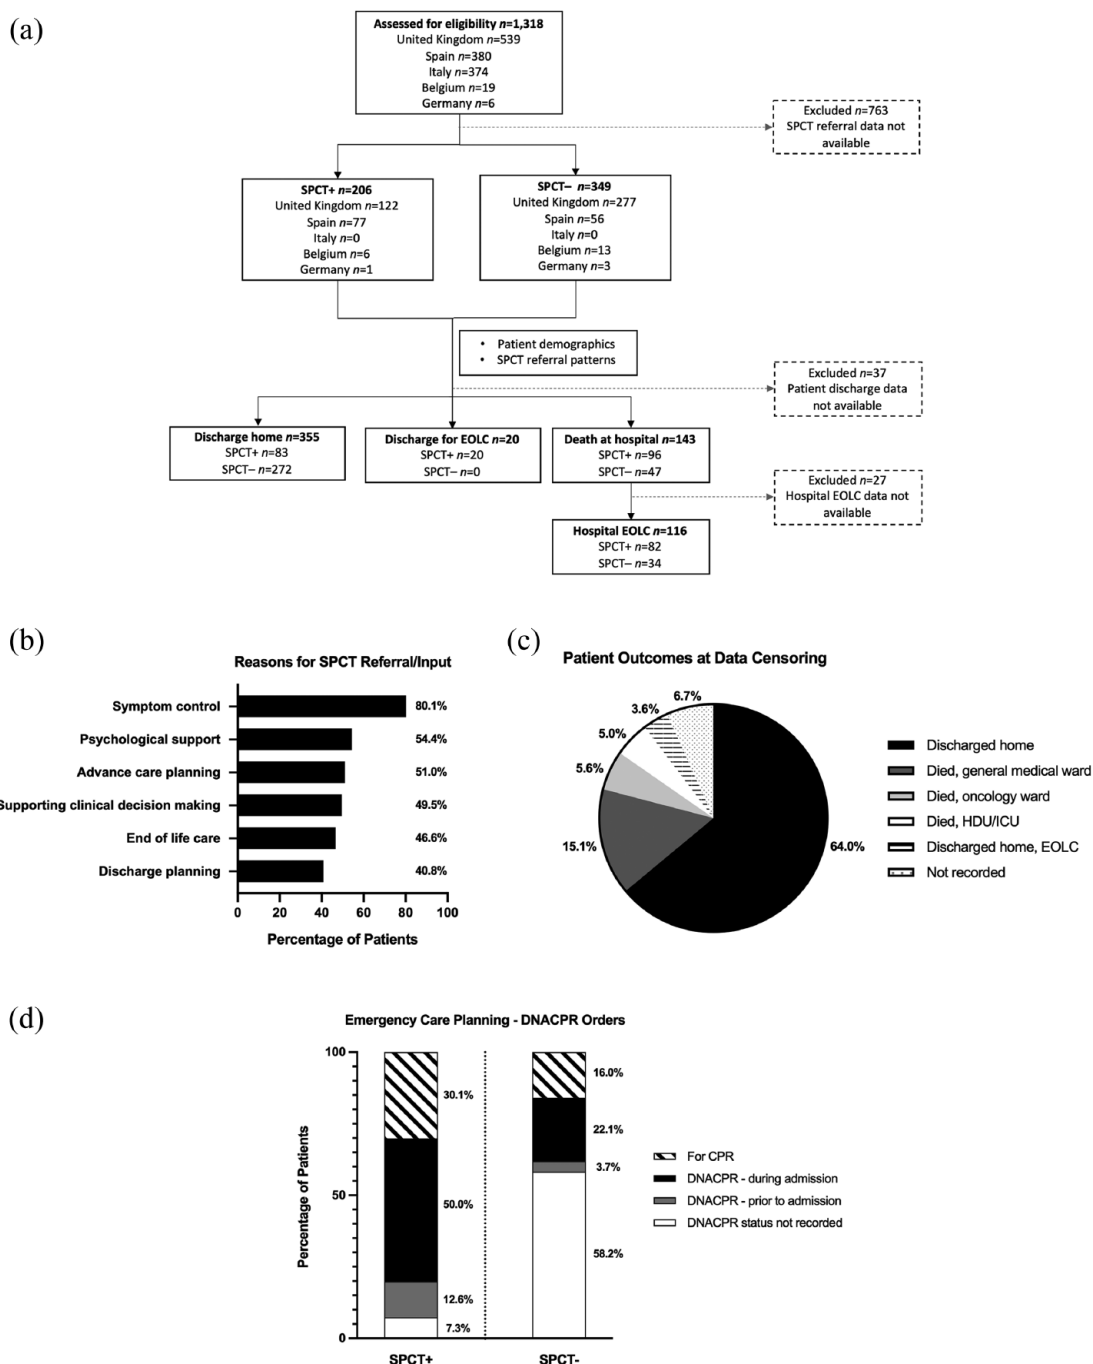 (a)
Assessed for eligibility n=1,318
United Kingdom n=539
Spain n=380
Italy n=374
Belgium n=19
Germany n=6
Excluded n=763
SPCT referral data not
available
SPCT+ n=206
United Kingdom n=122
Spain n=77
Italy n=0
Belgium n=6
Germany n=1
SPCT– n=349
United Kingdom n=277
Spain n=56
Italy n=0
Belgium n=13
Germany n=3
• Patient demographics
• SPCT referral patterns
Excluded n=37
Patient discharge data
not available
Discharge home n=355
SPCT+ n=83
SPCT– n=272
Discharge for EOLC n=20
SPCT+ n=20
SPCT– n=0
Death at hospital n=143
SPCT+ n=96
SPCT– n=47
Excluded n=27
Hospital EOLC data not
available
Hospital EOLC n=116
SPCT+ n=82
SPCT– n=34
(b)
Reasons for SPCT Referral/Input
Symptom control 80.1%
Psychological support 54.4%
Advance care planning 51.0%
Supporting clinical decision making 49.5%
End of life care 46.6%
Discharge planning 40.8%
0 20 40 60 80 100
Percentage of Patients
(c)
Patient Outcomes at Data Censoring
6.7%
3.6%
5.0%
5.6%
15.1%
64.0%
Discharged home
Died, general medical ward
Died, oncology ward
Died, HDU/ICU
Discharged home, EOLC
Not recorded
(d)
Emergency Care Planning - DNACPR Orders
Percentage of Patients
100
50
0
30.1%
50.0%
12.6%
7.3%
16.0%
22.1%
3.7%
58.2%
SPCT+
SPCT-
For CPR
DNACPR - during admission
DNACPR - prior to admission
DNACPR status not recorded